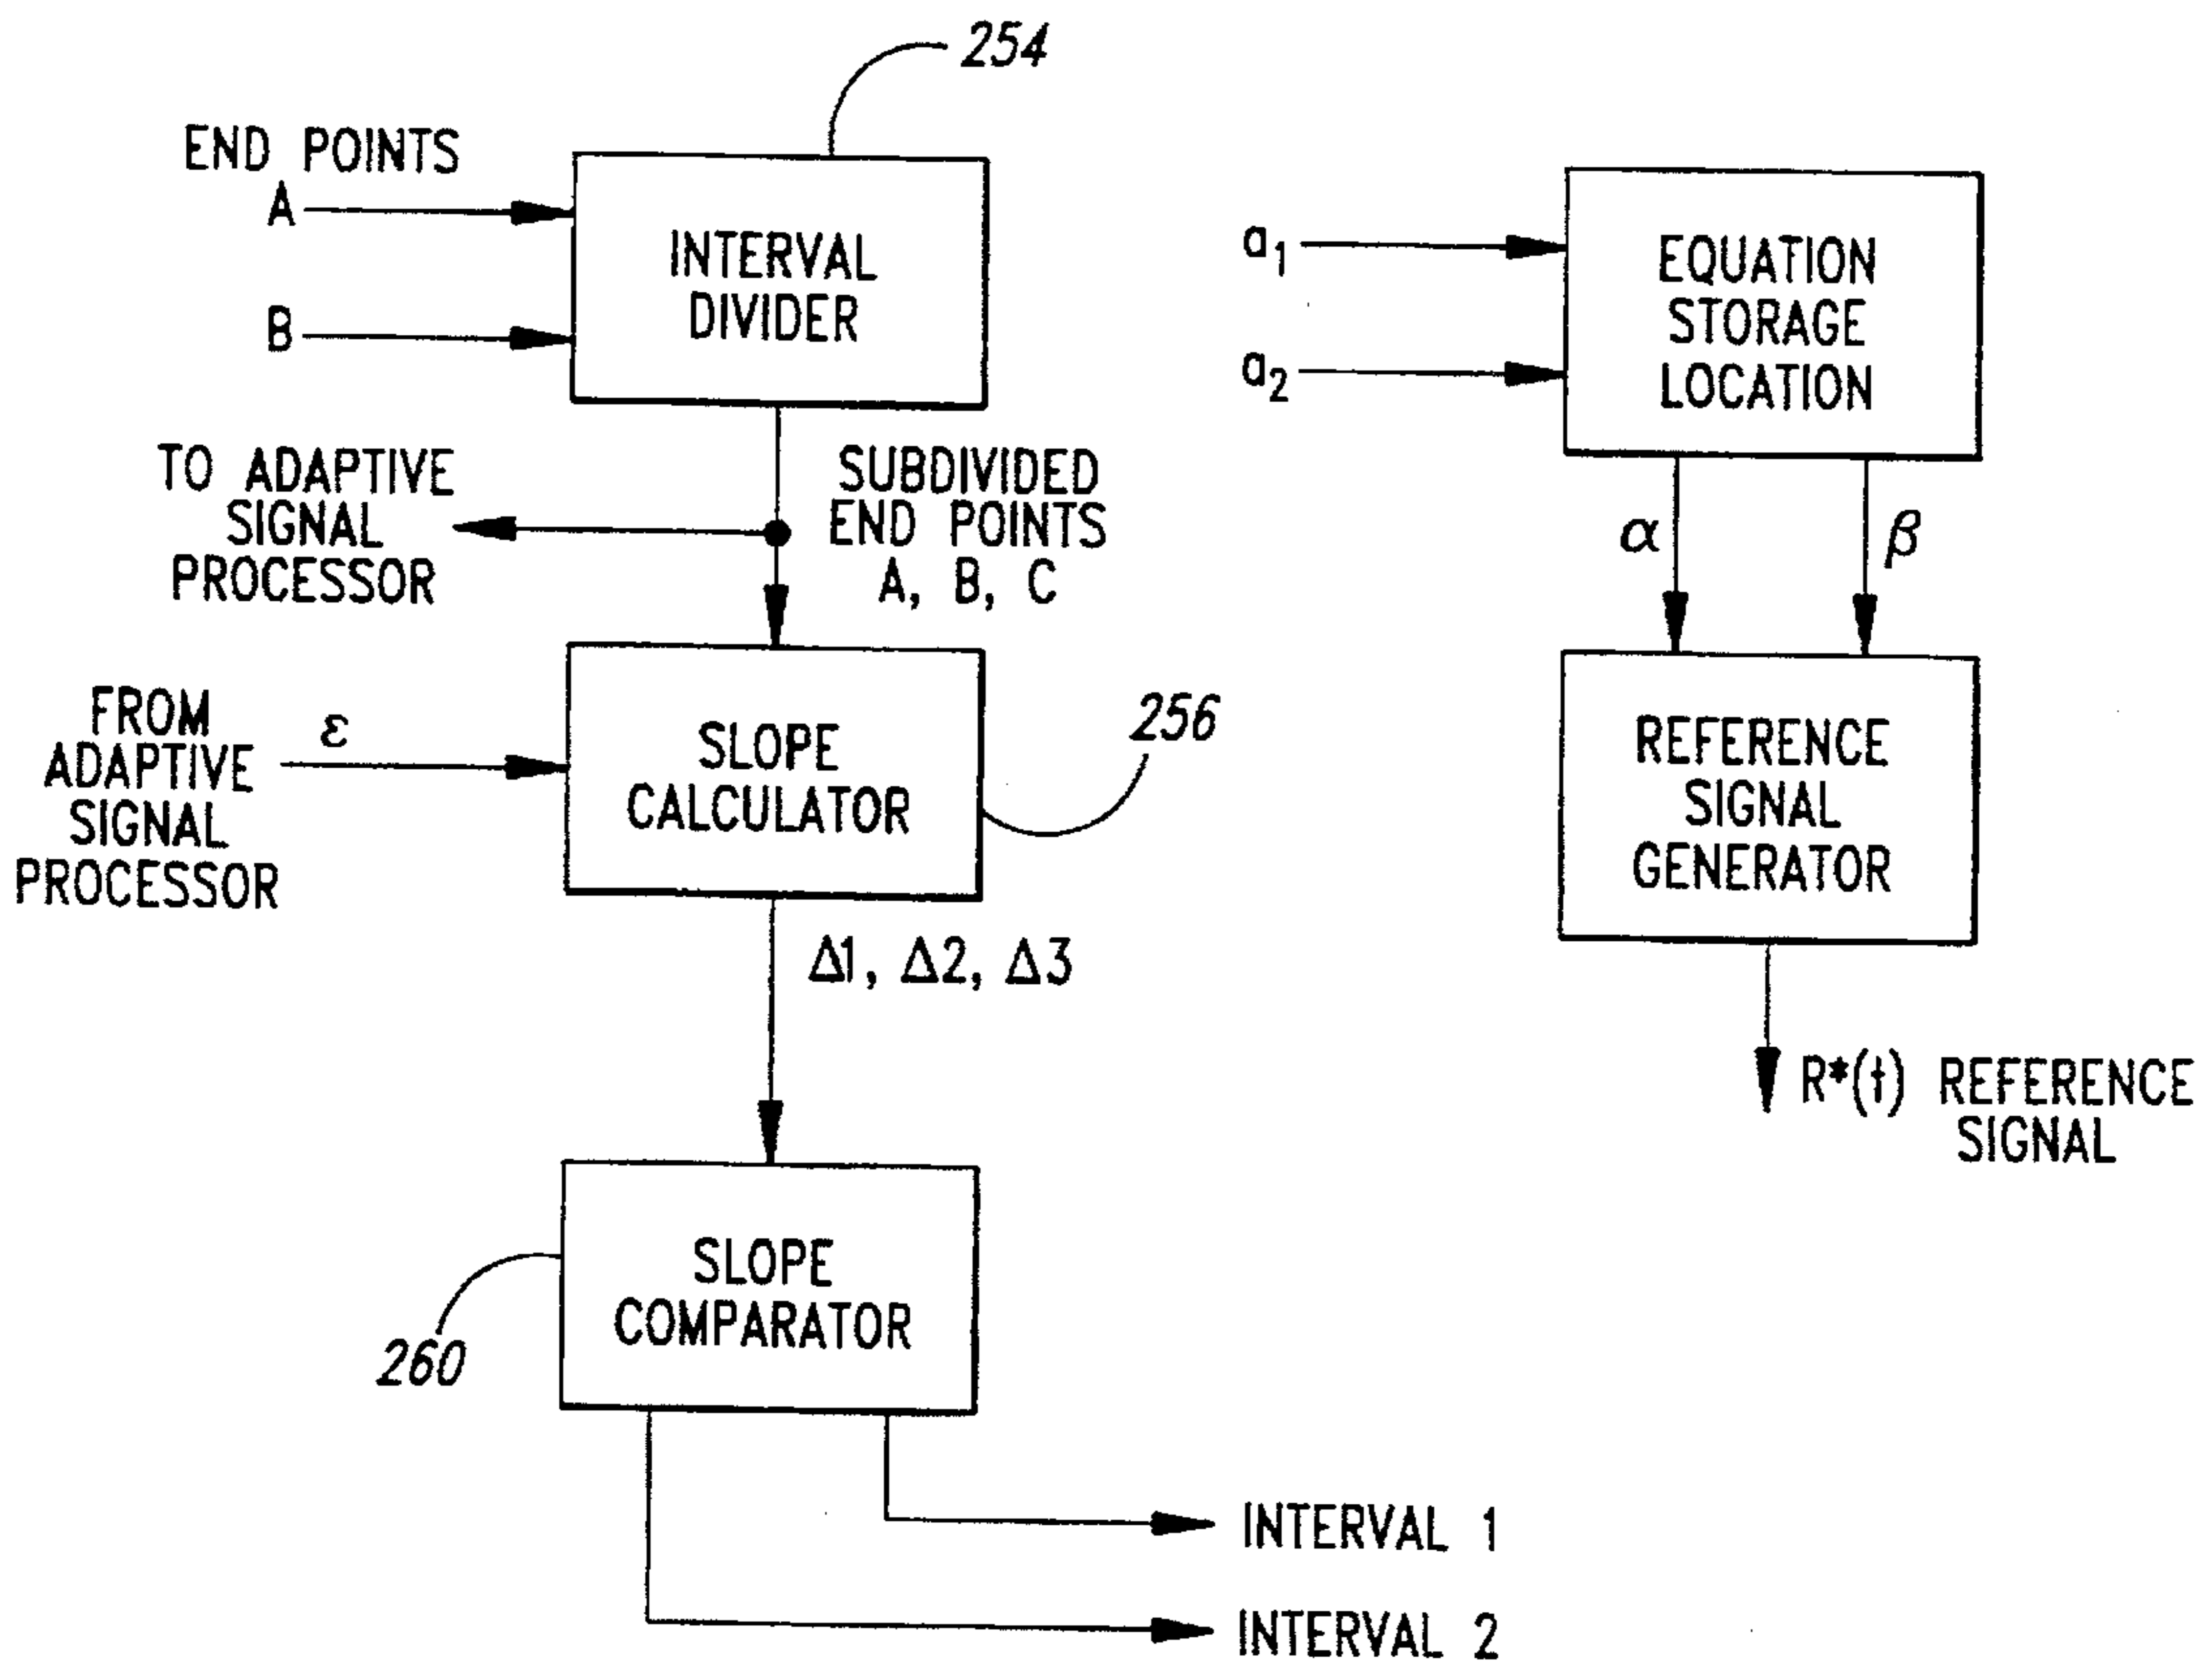 254
END POINTS
A
B
INTERVAL
DIVIDER
TO ADAPTIVE
SIGNAL
PROCESSOR
SUBDIVIDED
END POINTS
A, B, C
FROM
ADAPTIVE
SIGNAL
PROCESSOR
ε
SLOPE
CALCULATOR
256
Δ1, Δ2, Δ3
SLOPE
COMPARATOR
260
INTERVAL 1
INTERVAL 2
a₁
a₂
EQUATION
STORAGE
LOCATION
α
β
REFERENCE
SIGNAL
GENERATOR
R*(t) REFERENCE
SIGNAL